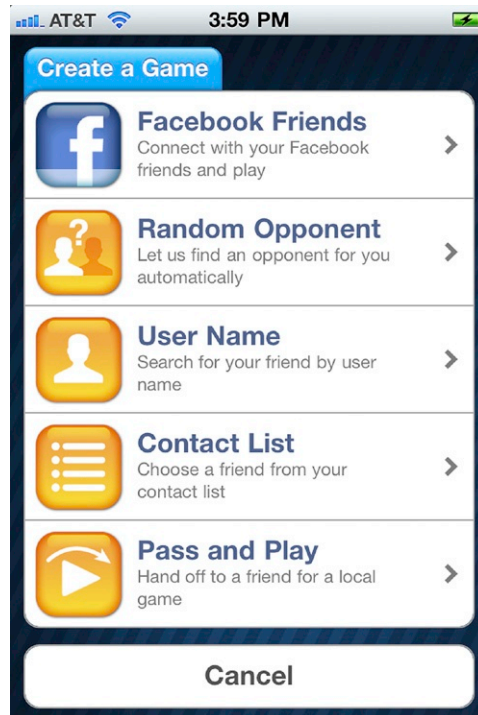 AT&T 3:59 PM
Create a Game
Facebook Friends
Connect with your Facebook
friends and play
Random Opponent
Let us find an opponent for you
automatically
User Name
Search for your friend by user
name
Contact List
Choose a friend from your
contact list
Pass and Play
Hand off to a friend for a local
game
Cancel